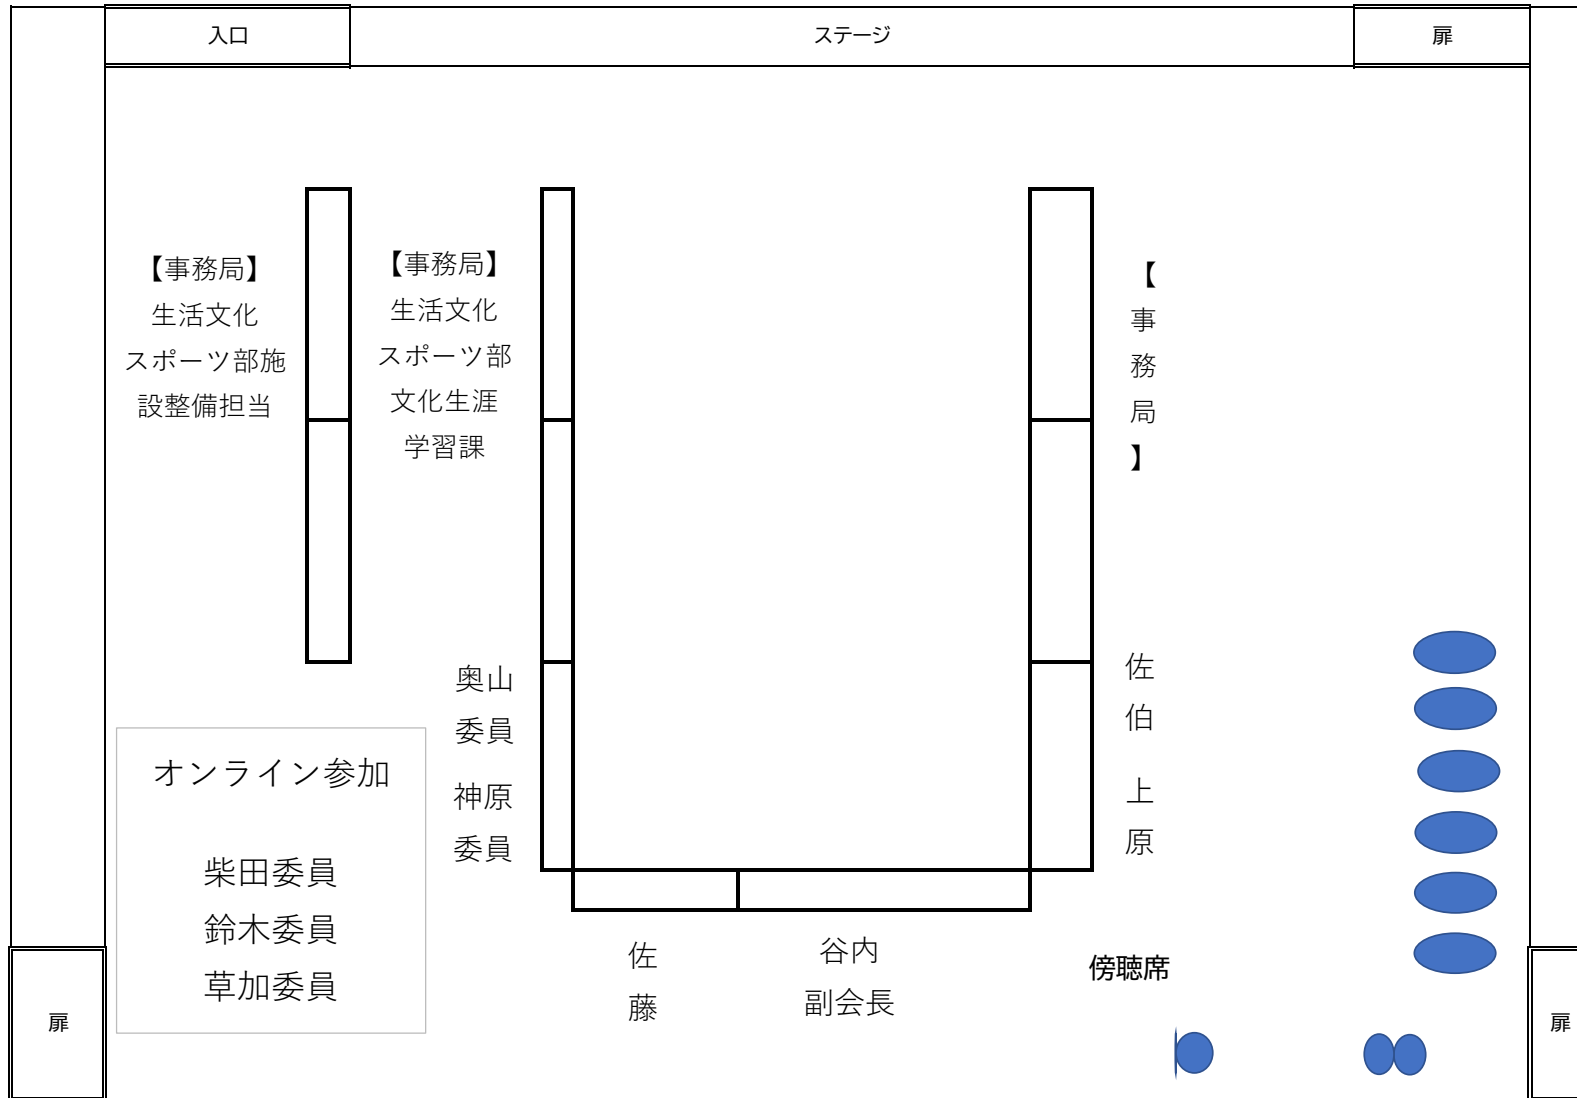 入口
ステージ
扉
【事務局】
生活文化
スポーツ部施
設整備担当
【事務局】
生活文化
スポーツ部
文化生涯
学習課
【事務局】
奥山
委員
神原
委員
佐伯
上原
オンライン参加
柴田委員
鈴木委員
草加委員
佐藤
谷内
副会長
傍聴席
扉
扉